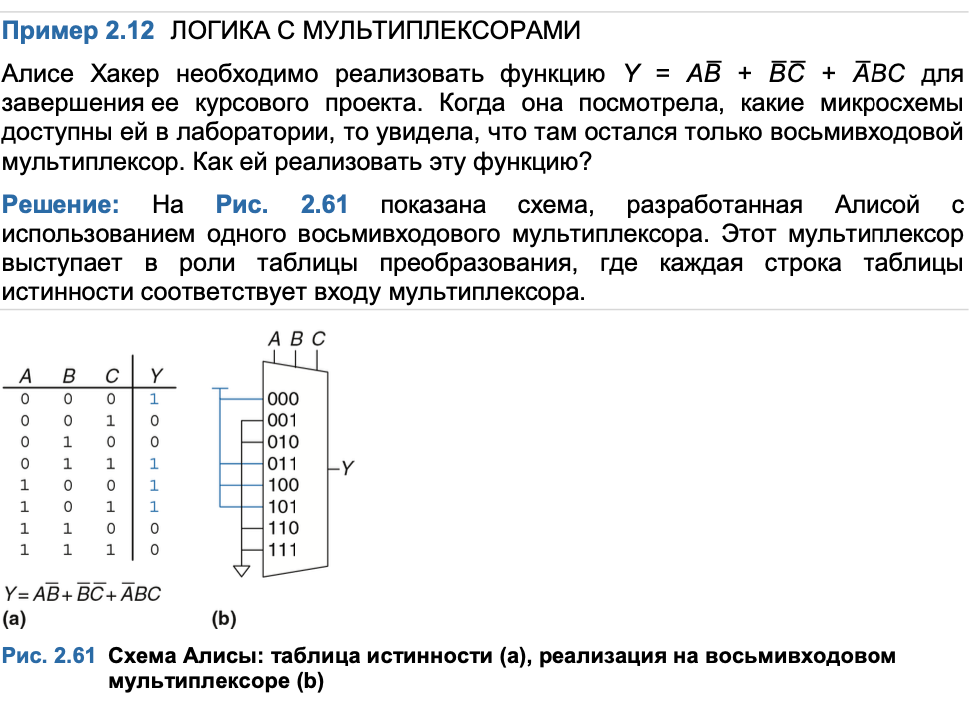 Пример 2.12 ЛОГИКА С МУЛЬТИПЛЕКСОРАМИ
Алисе Хакер необходимо реализовать функцию Y = AB̅ + B̅C̅ + A̅BC для
завершения ее курсового проекта. Когда она посмотрела, какие микросхемы
доступны ей в лаборатории, то увидела, что там остался только восьмивходовой
мультиплексор. Как ей реализовать эту функцию?
Решение: На Рис. 2.61 показана схема, разработанная Алисой с
использованием одного восьмивходового мультиплексора. Этот мультиплексор
выступает в роли таблицы преобразования, где каждая строка таблицы
истинности соответствует входу мультиплексора.
A B C Y
0 0 0 1
0 0 1 0
0 1 0 0
0 1 1 1
1 0 0 1
1 0 1 1
1 1 0 0
1 1 1 0
Y = AB̅ + B̅C̅ + A̅BC
(a)
A B C
000
001
010
011
100
101
110
111
Y
(b)
Рис. 2.61 Схема Алисы: таблица истинности (a), реализация на восьмивходовом
мультиплексоре (b)